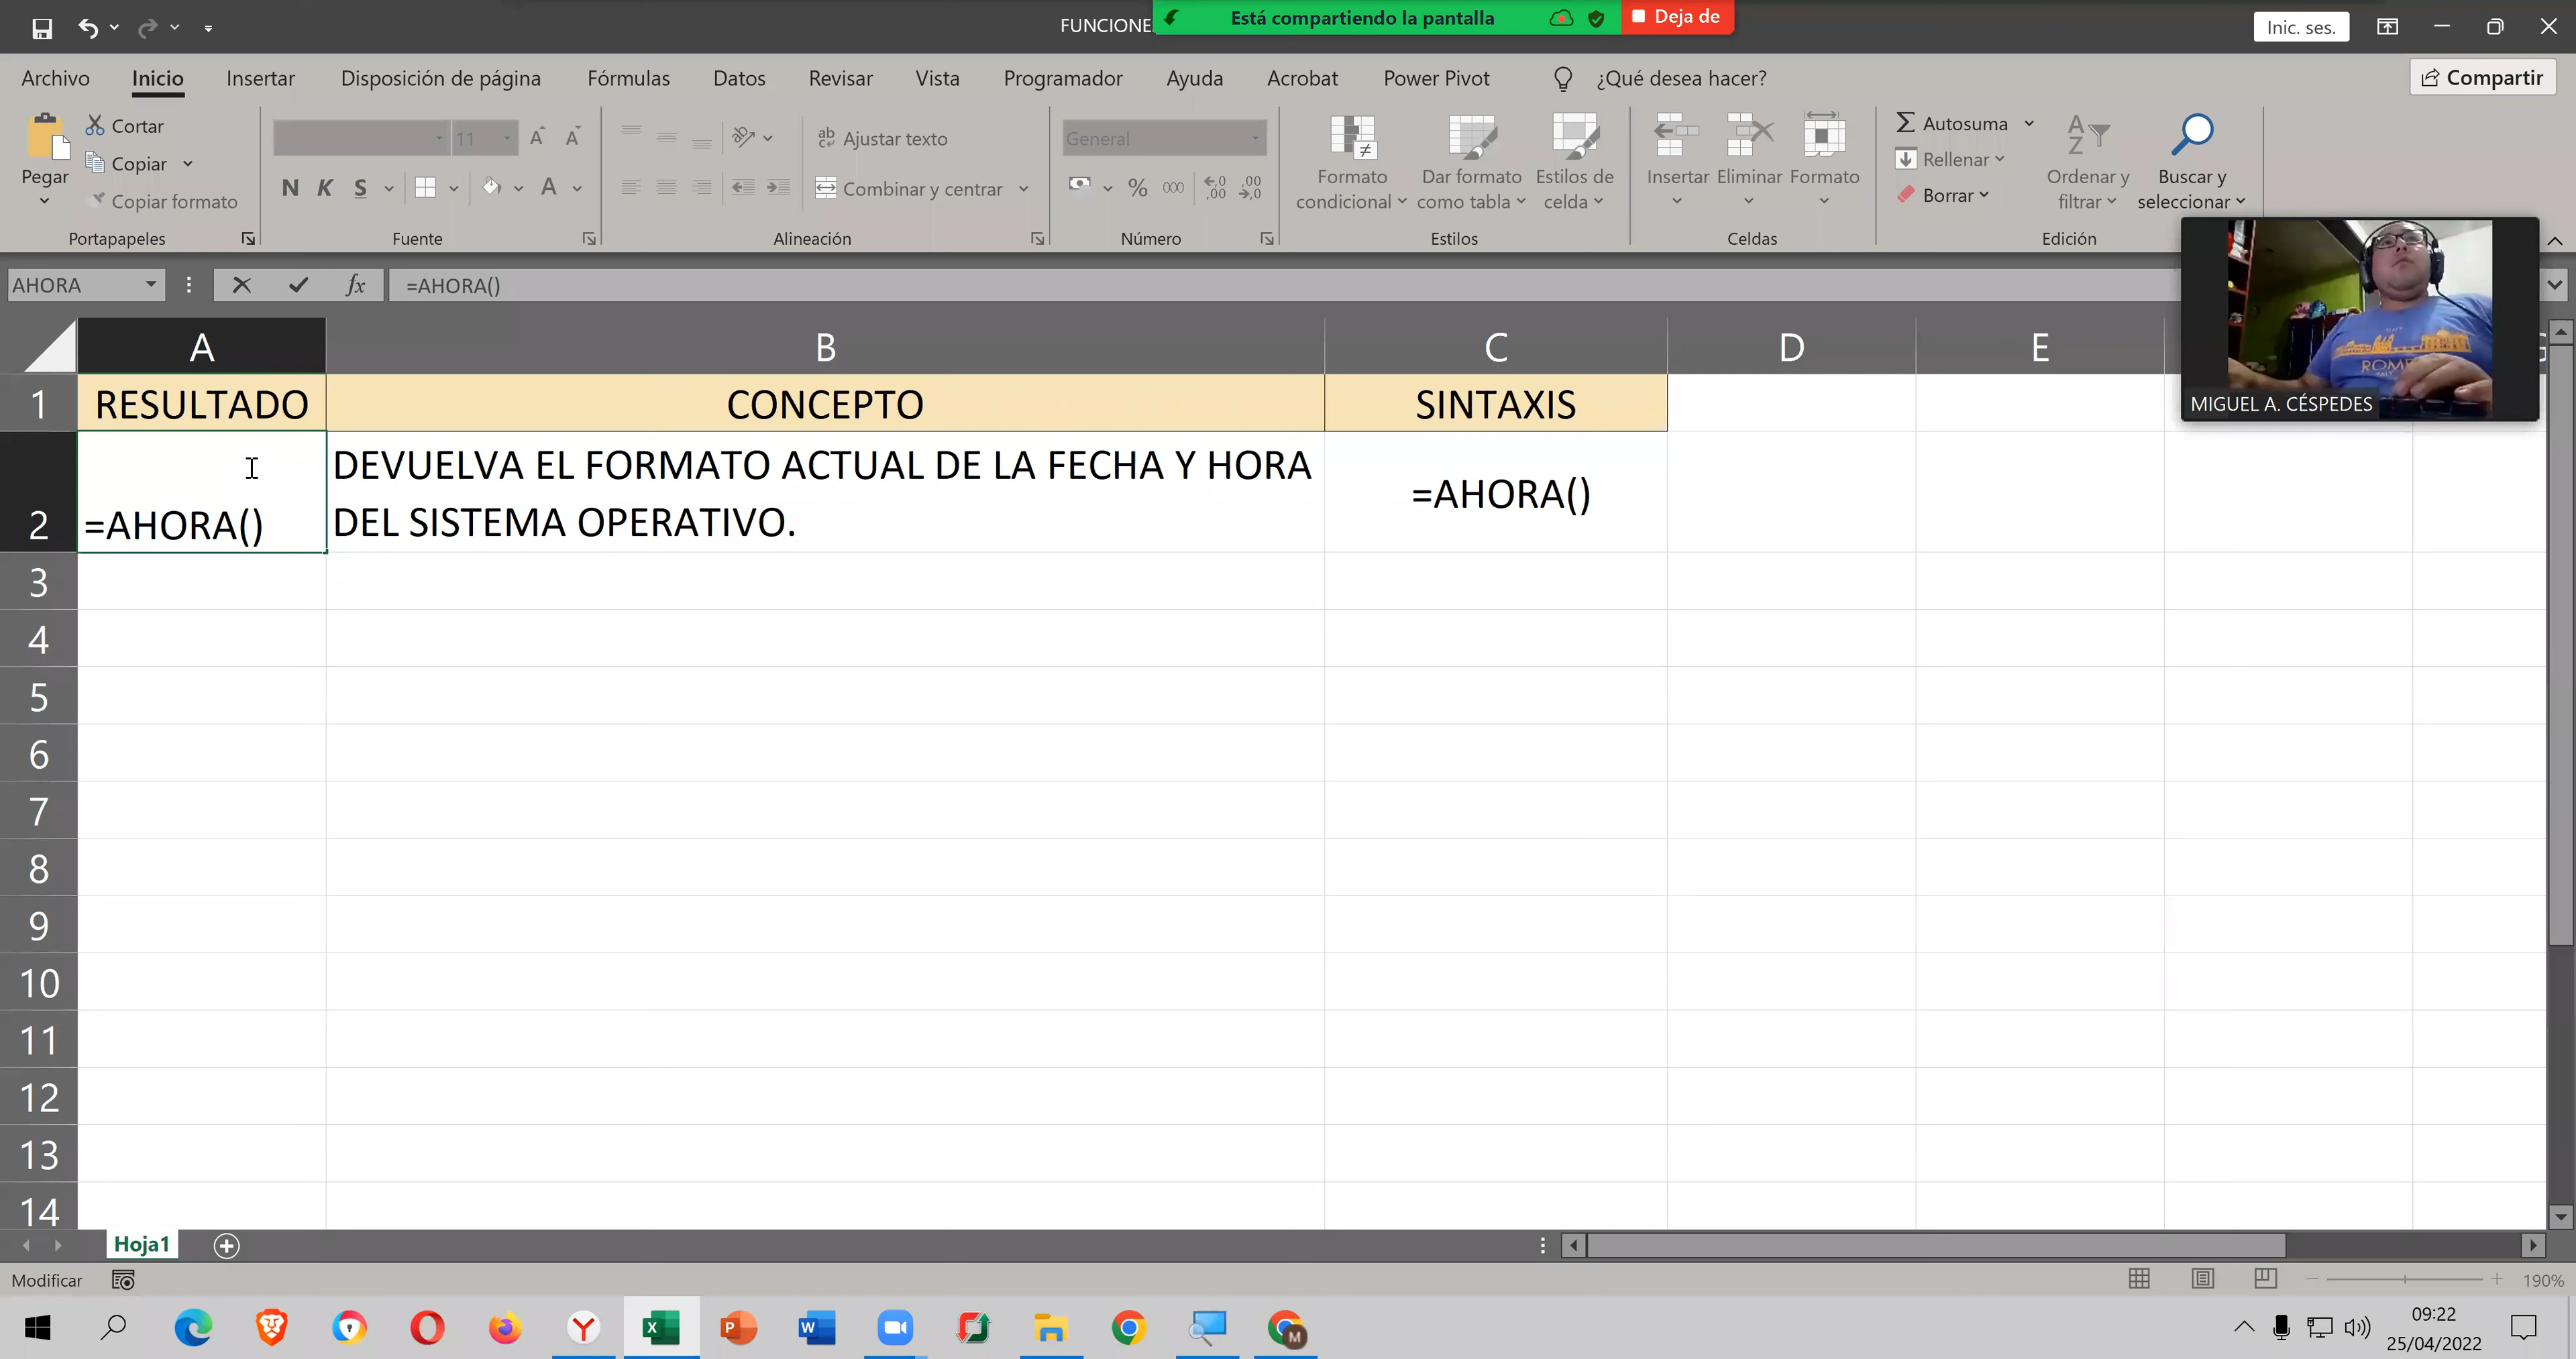 FUNCIONE
Está compartiendo la pantalla
Deja de
Inic. ses.
Archivo
Inicio
Insertar
Disposición de página
Fórmulas
Datos
Revisar
Vista
Programador
Ayuda
Acrobat
Power Pivot
¿Qué desea hacer?
Compartir
Pegar
Cortar
Copiar
Copiar formato
Portapapeles
11
N K S
Fuente
Ajustar texto
Combinar y centrar
Alineación
General
% 000
Número
Formato
condicional
Dar formato
como tabla
Estilos de
celda
Estilos
Insertar
Eliminar
Formato
Celdas
Autosuma
Rellenar
Borrar
Ordenar y
filtrar
Buscar y
seleccionar
Edición
AHORA
fx
=AHORA()
MIGUEL A. CÉSPEDES
A B C D E
1 RESULTADO CONCEPTO SINTAXIS
2 =AHORA()
DEVUELVA EL FORMATO ACTUAL DE LA FECHA Y HORA
DEL SISTEMA OPERATIVO.
=AHORA()
3
4
5
6
7
8
9
10
11
12
13
14
Hoja1
Modificar
190%
09:22
25/04/2022